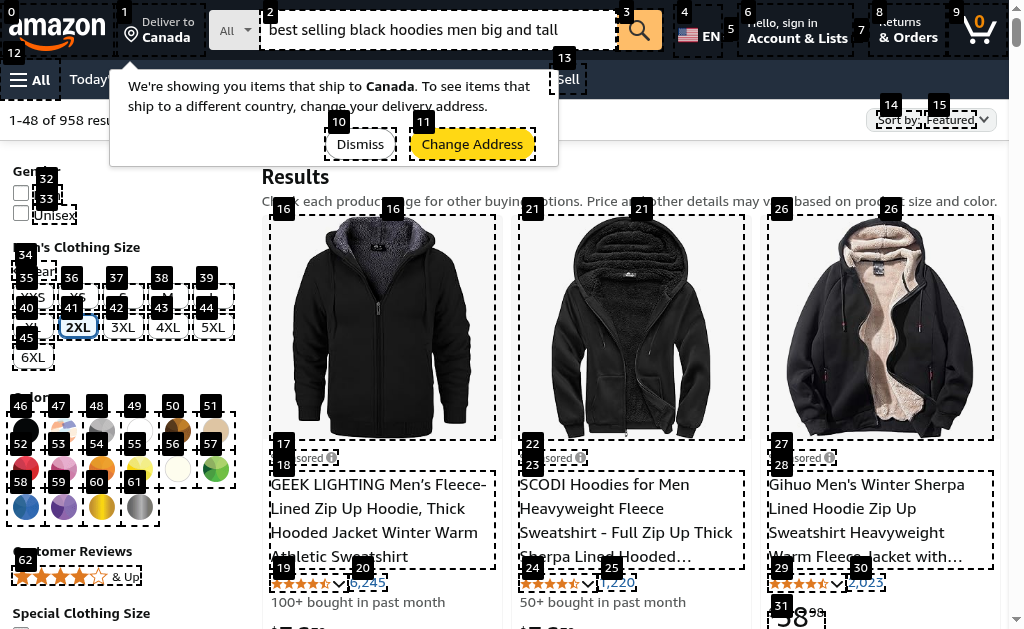 0 1 2 3 4 5 6 7 8 9
amazon
Deliver to
Canada
All
best selling black hoodies men big and tall
EN
Hello, sign in
Account & Lists
Returns
& Orders
0
12 13
All
Today'
Sell
We're showing you items that ship to Canada. To see items that
ship to a different country, change your delivery address.
10 11
Dismiss
Change Address
14 15
1-48 of 958 resu
Sort by: Featured
Results
Check each product page for other buying options. Price and other details may vary based on product size and color.
32
33
Unisex
Men's Clothing Size
34
35 36 37 38 39
40 41 42 43 44
2XL 3XL 4XL 5XL
45
6XL
46 47 48 49 50 51
52 53 54 55 56 57
58 59 60 61
Customer Reviews
62
& Up
Special Clothing Size
16 16
17
18
GEEK LIGHTING Men's Fleece-
Lined Zip Up Hoodie, Thick
Hooded Jacket Winter Warm
Athletic Sweatshirt
19 20
6,245
100+ bought in past month
21 21
22
23
SCODI Hoodies for Men
Heavyweight Fleece
Sweatshirt - Full Zip Up Thick
Sherpa Lined Hooded…
24 25
1,220
50+ bought in past month
26 26
27
28
Gihuo Men's Winter Sherpa
Lined Hoodie Zip Up
Sweatshirt Heavyweight
Warm Fleece Jacket with…
29 30
2,023
31
98